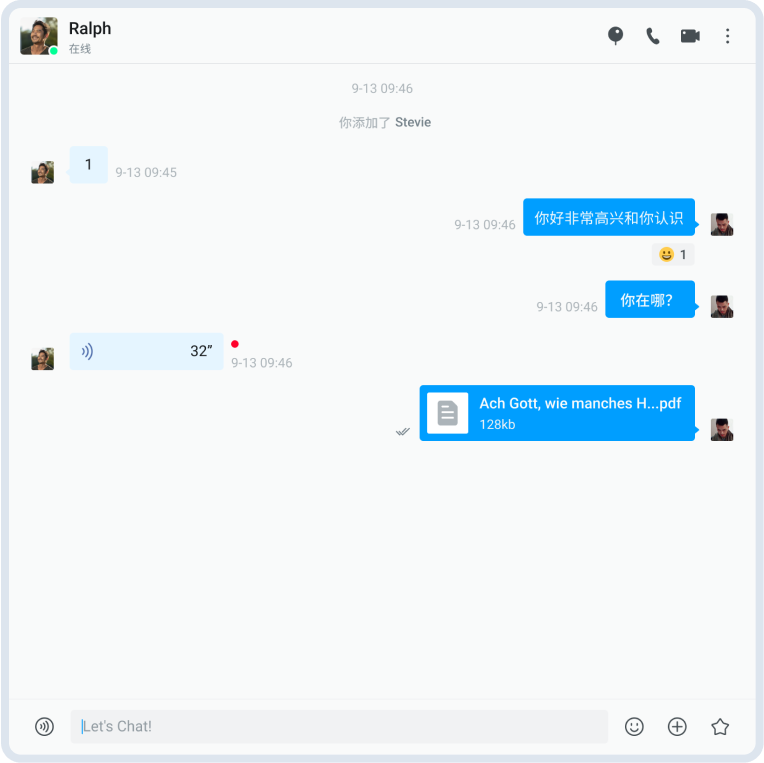 Ralph
在线
9-13 09:46
你添加了 Stevie
1
9-13 09:45
9-13 09:46
你好非常高兴和你认识
😀 1
9-13 09:46
你在哪?
32”
9-13 09:46
Ach Gott, wie manches H...pdf
128kb
Let's Chat!